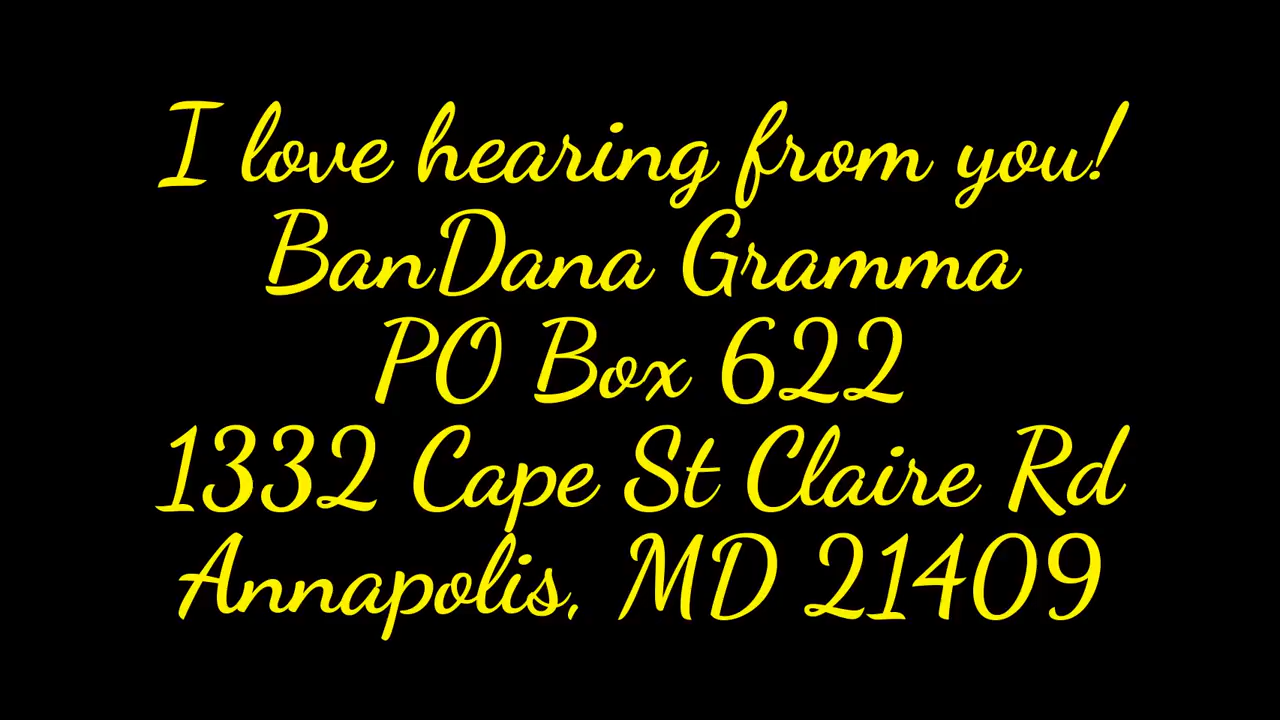 I love hearing from you!
BanDana Gramma
PO Box 622
1332 Cape St Claire Rd
Annapolis, MD 21409